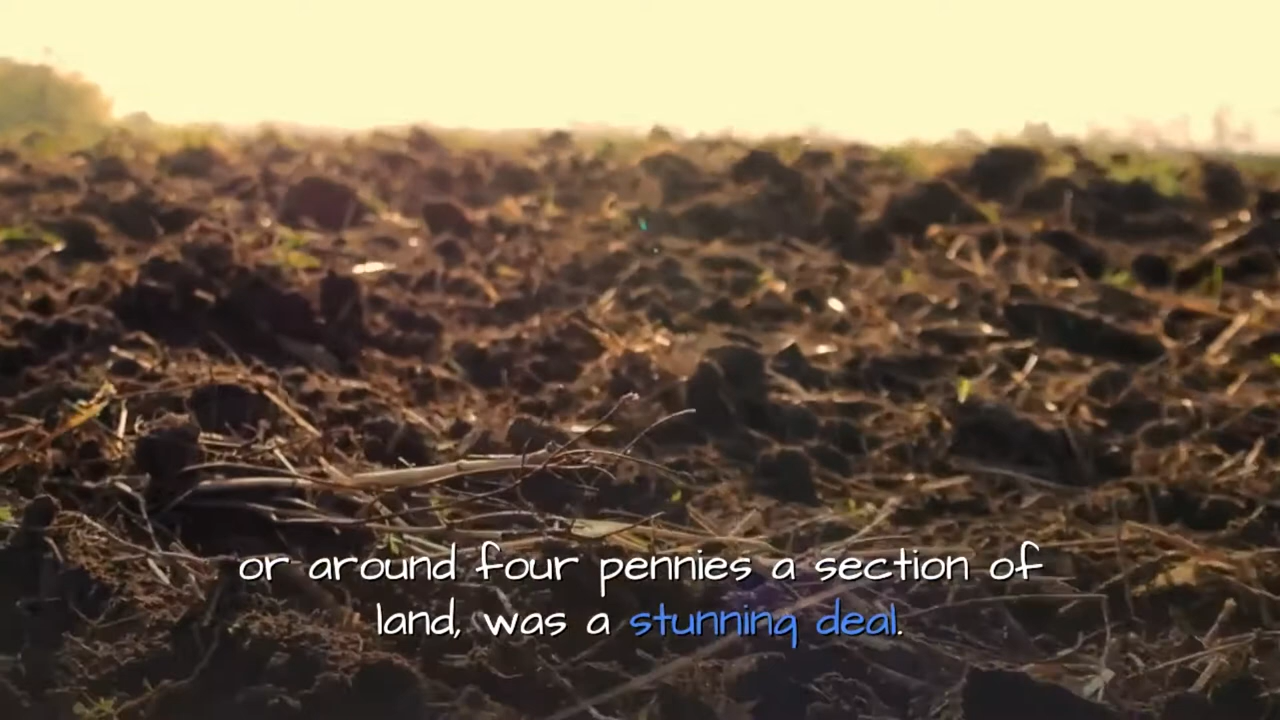 or around four pennies a section of
land, was a stunning deal.